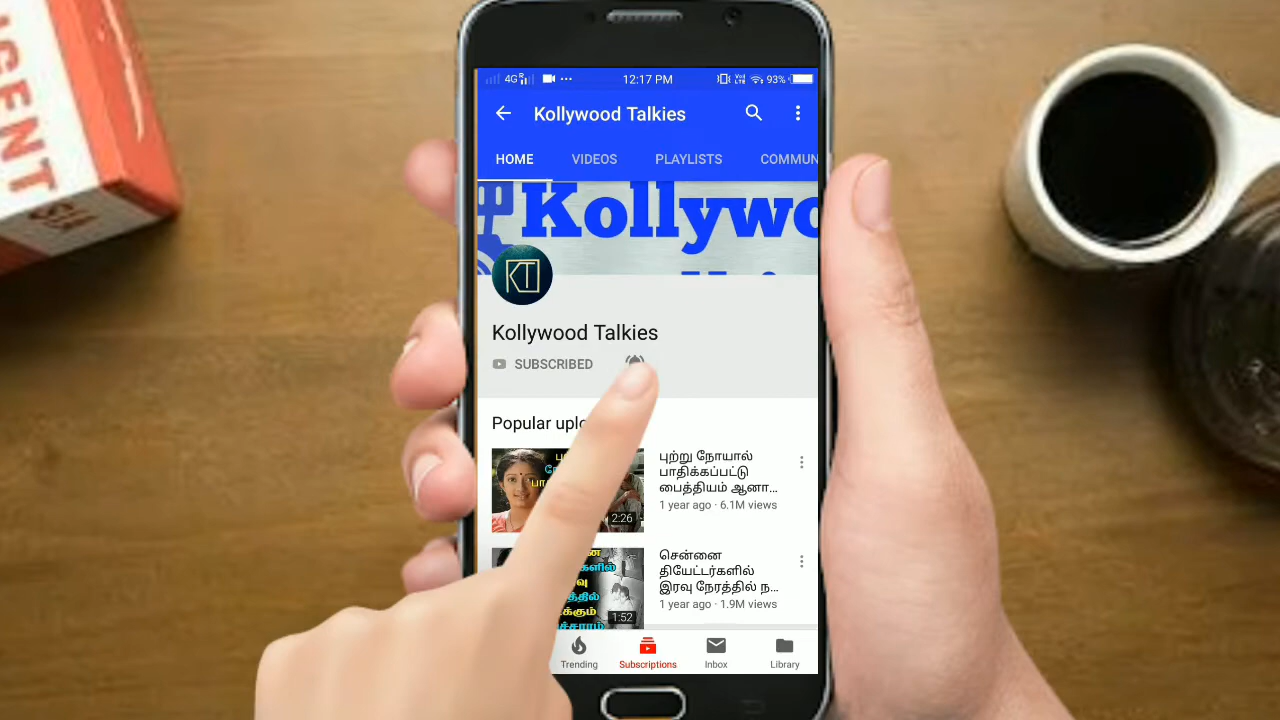 4G R
12:17 PM
93%
Kollywood Talkies
HOME
VIDEOS
PLAYLISTS
COMMUN
Kollywo
KT
Kollywood Talkies
SUBSCRIBED
Popular uplo
2:26
புற்று நோயால்
பாதிக்கப்பட்டு
பைத்தியம் ஆனா...
1 year ago · 6.1M views
1:52
சென்னை
தியேட்டர்களில்
இரவு நேரத்தில் ந...
1 year ago · 1.9M views
Trending
Subscriptions
Inbox
Library